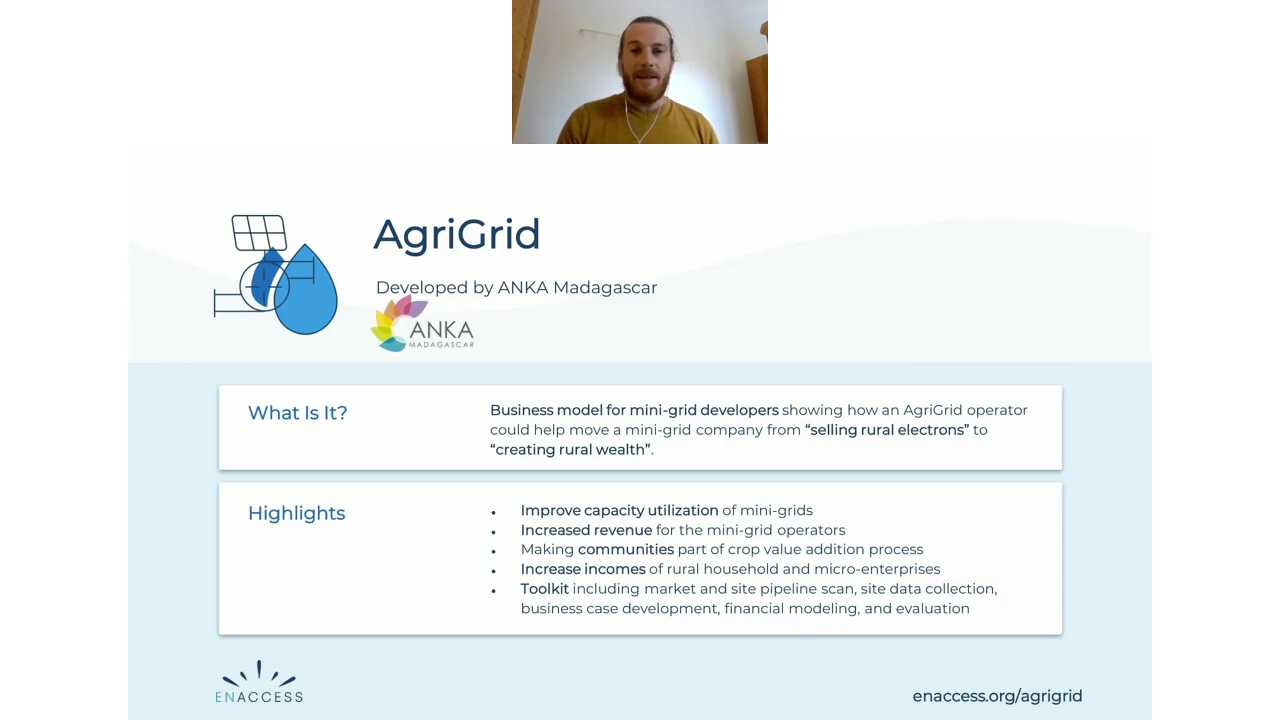 AgriGrid
Developed by ANKA Madagascar
ANKA
MADAGASCAR
What Is It?
Business model for mini-grid developers showing how an AgriGrid operator
could help move a mini-grid company from “selling rural electrons” to
“creating rural wealth”.
Highlights
• Improve capacity utilization of mini-grids
• Increased revenue for the mini-grid operators
• Making communities part of crop value addition process
• Increase incomes of rural household and micro-enterprises
• Toolkit including market and site pipeline scan, site data collection,
business case development, financial modeling, and evaluation
ENACCESS
enaccess.org/agrigrid